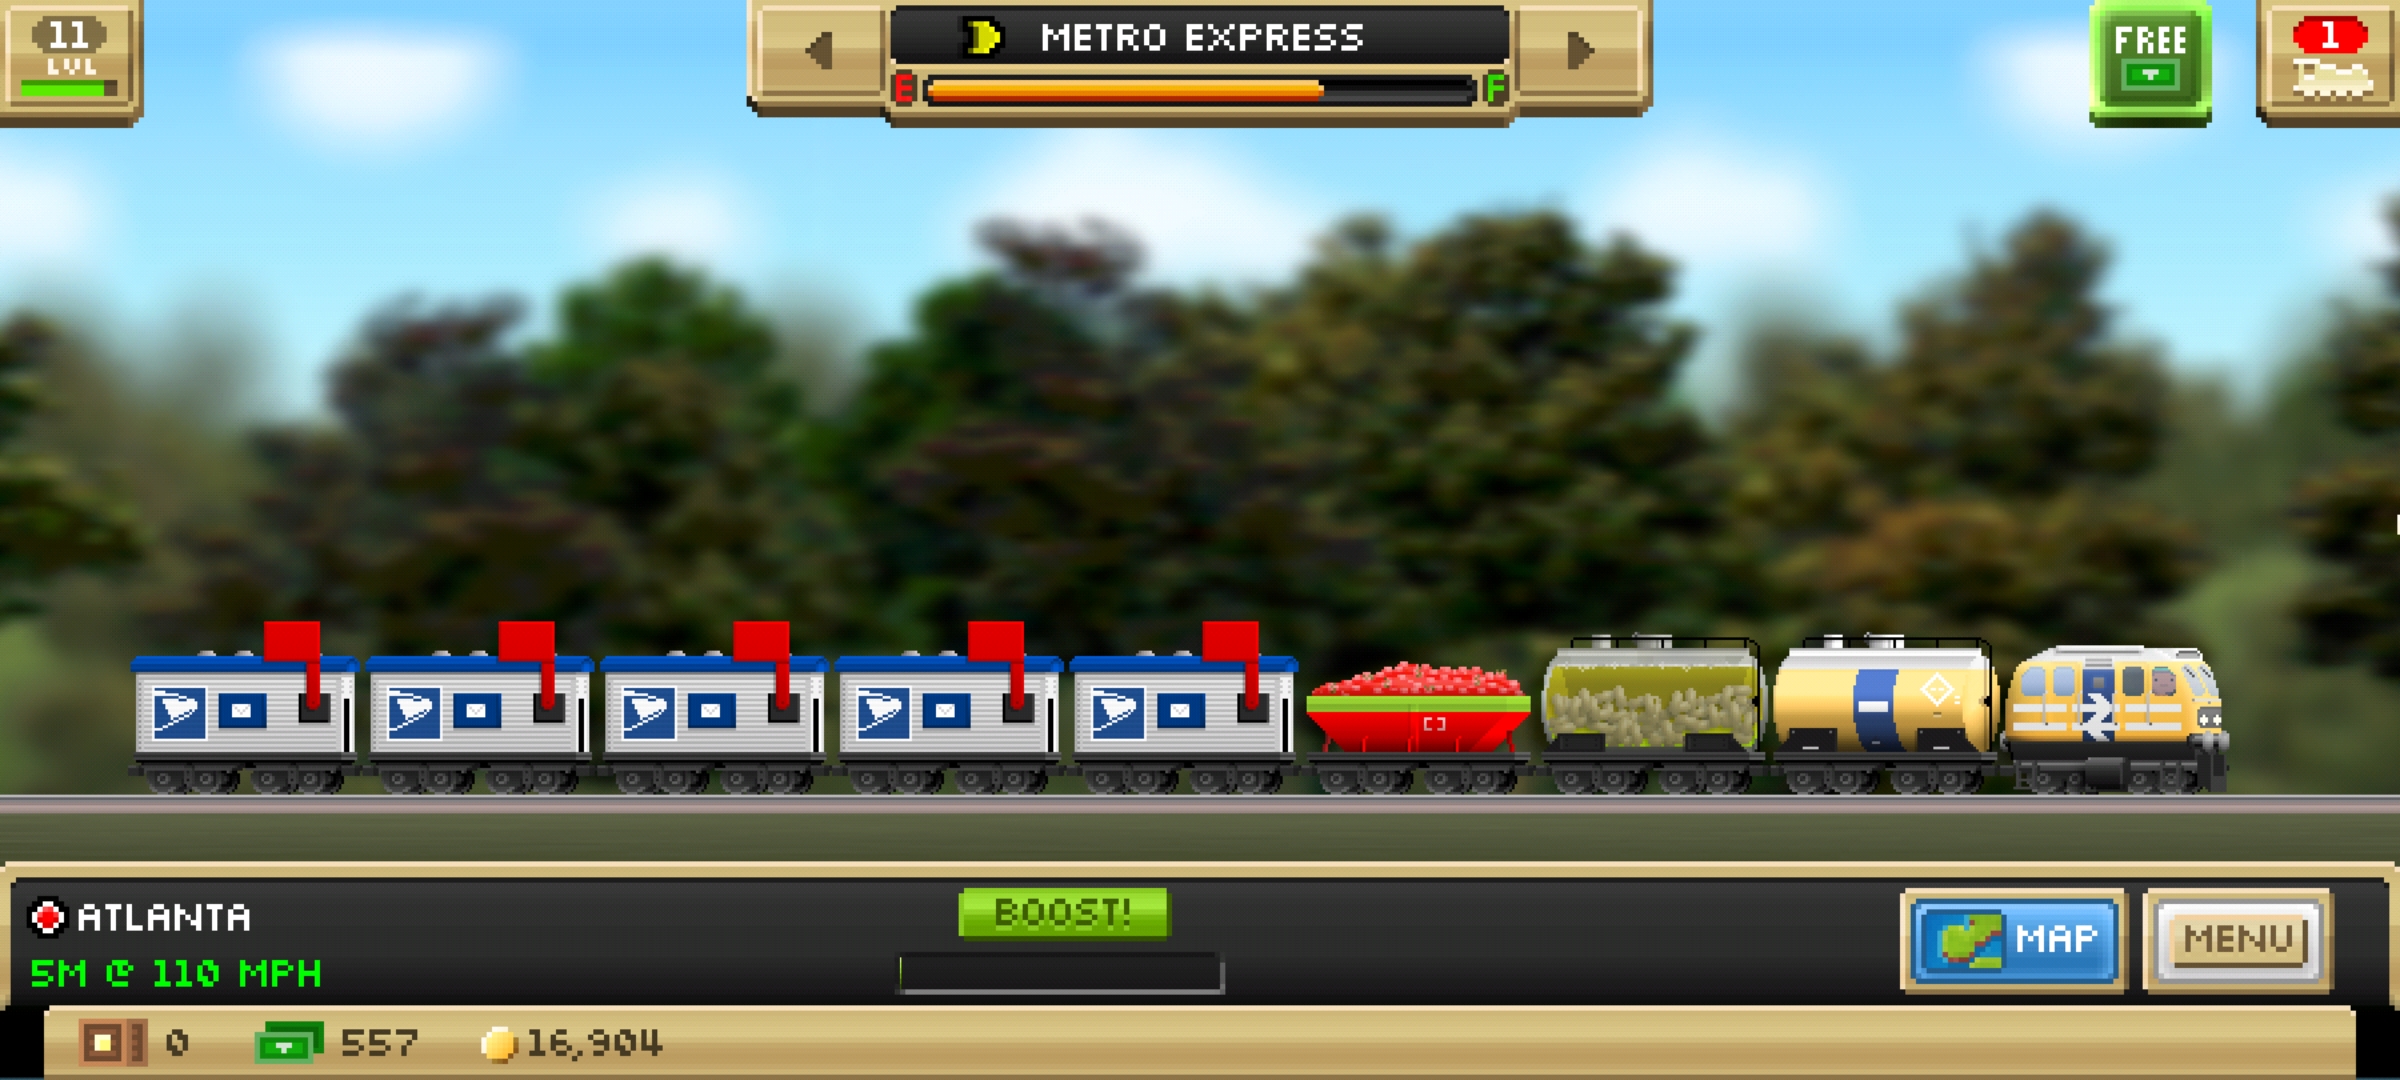 11
LVL
METRO EXPRESS
E F
FREE
1
ATLANTA
5M @ 110 MPH
BOOST!
MAP
MENU
0
557
16,904